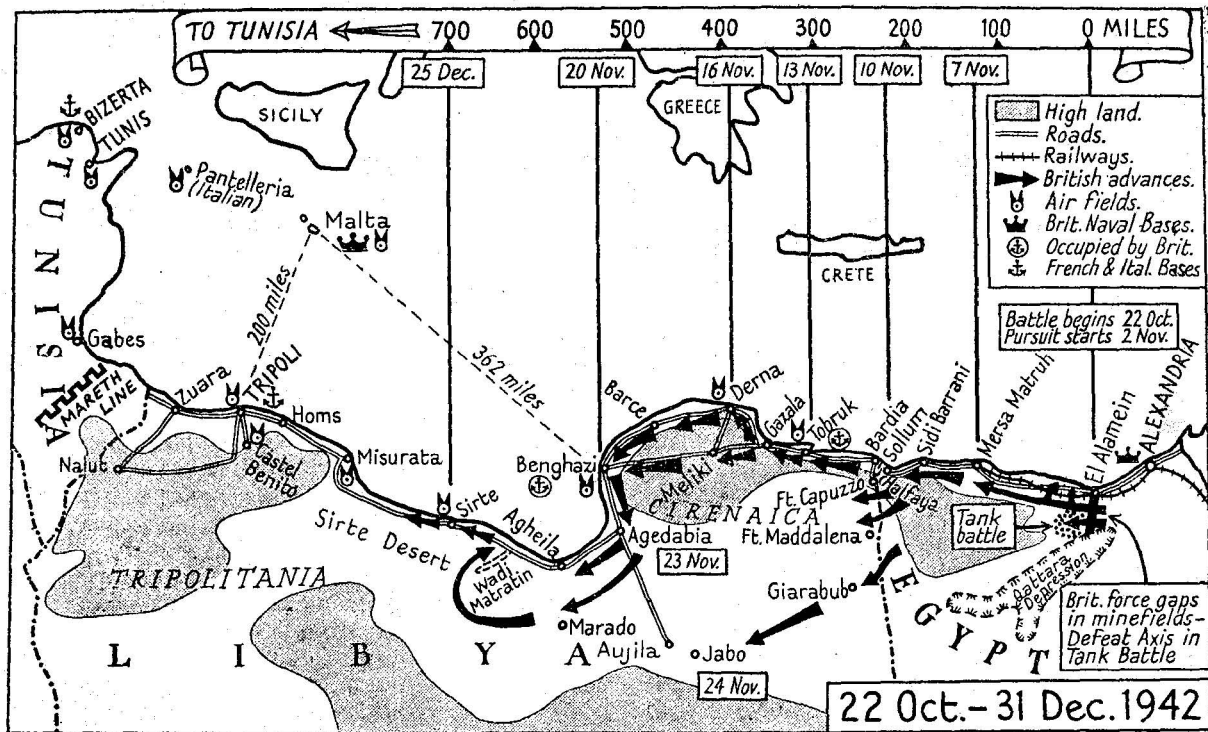 TO TUNISIA
700 600 500 400 300 200 100 0 MILES
25 Dec.
20 Nov.
16 Nov.
13 Nov.
10 Nov.
7 Nov.
High land.
Roads.
Railways.
British advances.
Air fields.
Brit. Naval Bases.
Occupied by Brit.
French & Ital. Bases
BIZERTA
TUNIS
SICILY
GREECE
Pantelleria
(Italian)
Malta
CRETE
TUNISIA
200 miles
362 miles
Battle begins 22 Oct.
Pursuit starts 2 Nov.
Gabes
MARETH
LINE
Zuara
TRIPOLI
Homs
Nalut
Castel
Benito
Misurata
Sirte
Sirte Desert
Agheila
Wadi
Matratin
Benghazi
Barce
Derna
Mekili
CIRENAICA
Gazala
Tobruk
Bardia
Sollum
Sidi Barrani
Halfaya
Mersa Matruh
El Alamein
ALEXANDRIA
Ft. Capuzzo
Ft. Maddalena
Agedabia
23 Nov.
Tank
battle
Qattara
Depression
Giarabub
Brit. force gaps
in minefields–
Defeat Axis in
Tank Battle
TRIPOLITANIA
Marado
Aujila
Jabo
24 Nov.
LIBYA
EGYPT
22 Oct.–31 Dec. 1942